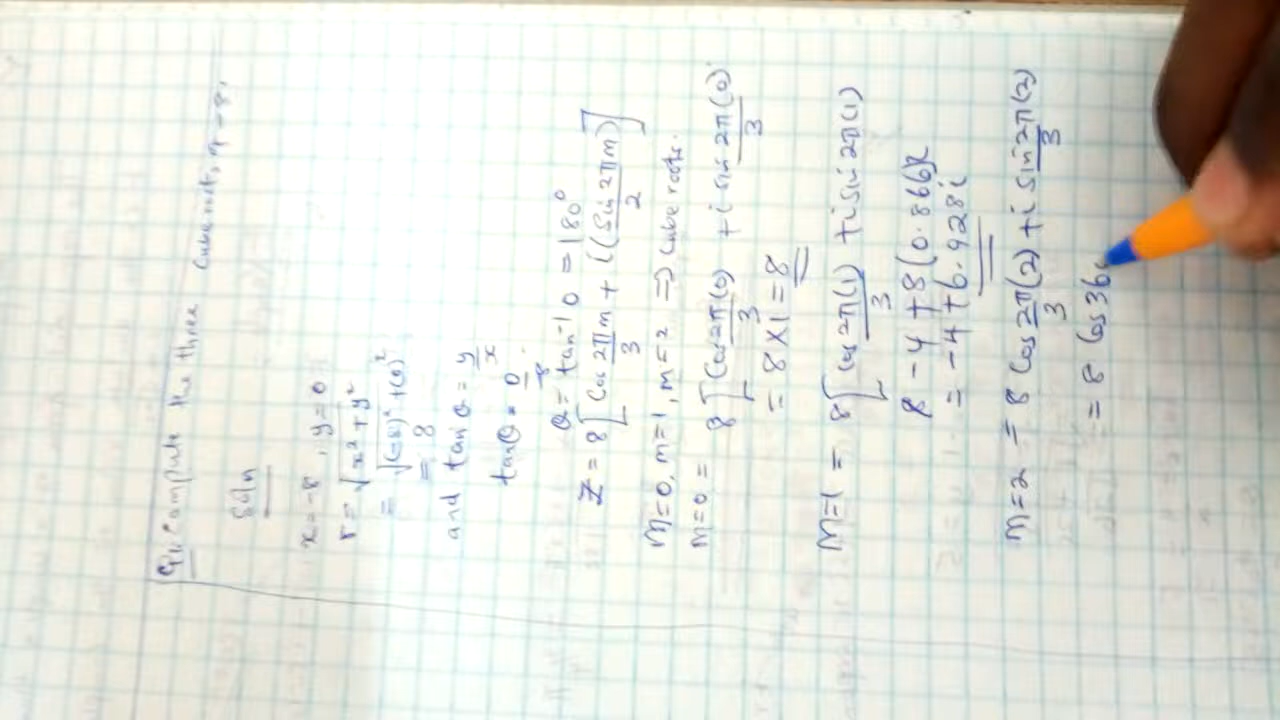 Q1. Compute the three cube roots of -8.
Soln
x = -8, y = 0
r = √x² + y²
= √(-8)² + (0)²
= 8
and tan θ = y/x
tan θ = 0/8
θ = tan⁻¹ 0 = 180°
Z = 8[Cos 2πm/3 + ((Sin 2πm)/2)]
M=0, m=1, m=2 => Cube roots.
m=0 = 8[Cos 2π(0)/3 + i sin 2π(0)/3
= 8 X 1 = 8
M=1 = 8[Cos 2π(1)/3 + i sin 2π(1)
8 - 4 + 8(0.866)i
= -4 + 6.928i
M=2 = 8 Cos 2π(2)/3 + i sin 2π(2)/3
= 8 Cos 36